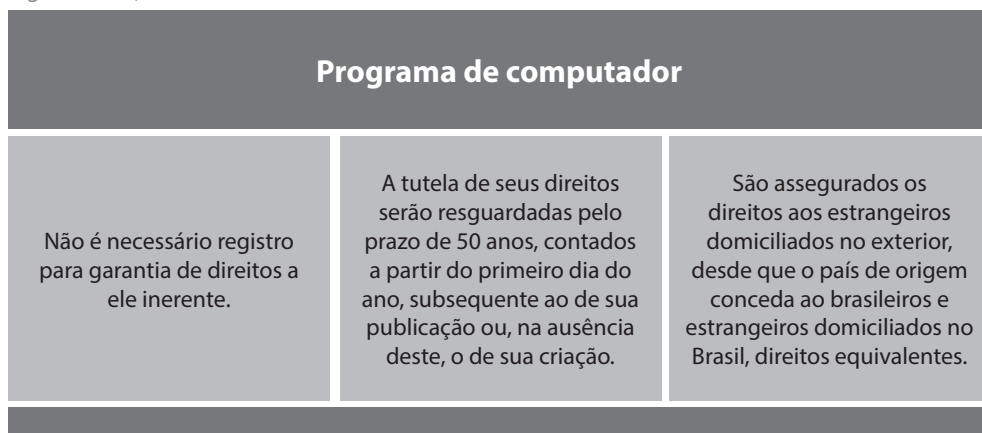 Programa de computador
Não é necessário registro
para garantia de direitos a
ele inerente.
A tutela de seus direitos
serão resguardadas pelo
prazo de 50 anos, contados
a partir do primeiro dia do
ano, subsequente ao de sua
publicação ou, na ausência
deste, o de sua criação.
São assegurados os
direitos aos estrangeiros
domiciliados no exterior,
desde que o país de origem
conceda ao brasileiros e
estrangeiros domiciliados no
Brasil, direitos equivalentes.